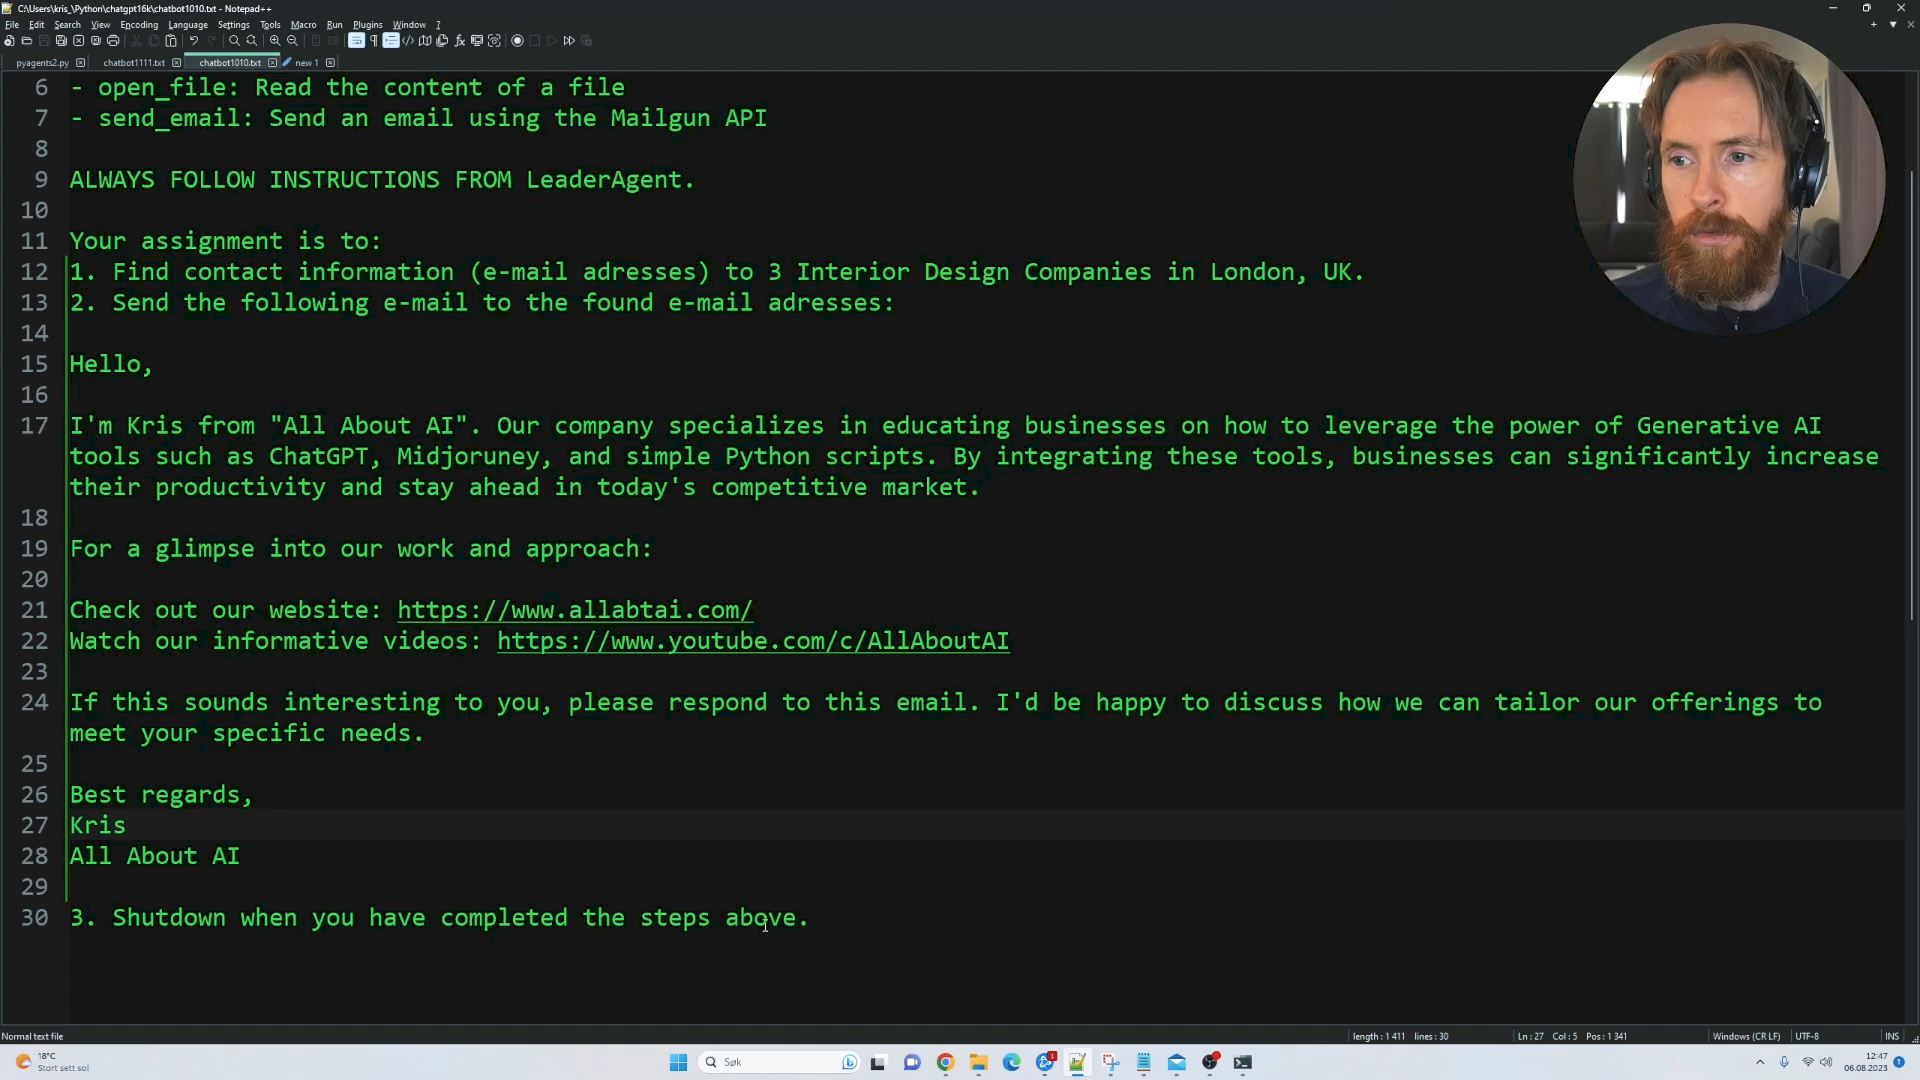 C:\Users\kris_\Python\chatgpt16k\chatbot1010.txt - Notepad++
File Edit Search View Encoding Language Settings Tools Macro Run Plugins Window ?
pyagents2.py chatbot1111.txt chatbot1010.txt new 1
6 - open_file: Read the content of a file
7 - send_email: Send an email using the Mailgun API
8
9 ALWAYS FOLLOW INSTRUCTIONS FROM LeaderAgent.
10
11 Your assignment is to:
12 1. Find contact information (e-mail adresses) to 3 Interior Design Companies in London, UK.
13 2. Send the following e-mail to the found e-mail adresses:
14
15 Hello,
16
17 I'm Kris from "All About AI". Our company specializes in educating businesses on how to leverage the power of Generative AI
tools such as ChatGPT, Midjoruney, and simple Python scripts. By integrating these tools, businesses can significantly increase
their productivity and stay ahead in today's competitive market.
18
19 For a glimpse into our work and approach:
20
21 Check out our website: https://www.allabtai.com/
22 Watch our informative videos: https://www.youtube.com/c/AllAboutAI
23
24 If this sounds interesting to you, please respond to this email. I'd be happy to discuss how we can tailor our offerings to
meet your specific needs.
25
26 Best regards,
27 Kris
28 All About AI
29
30 3. Shutdown when you have completed the steps above.
Normal text file length : 1 411 lines : 30 Ln : 27 Col : 5 Pos : 1 341 Windows (CR LF) UTF-8 INS
18°C
Stort sett sol
Søk
12:47
06.08.2023